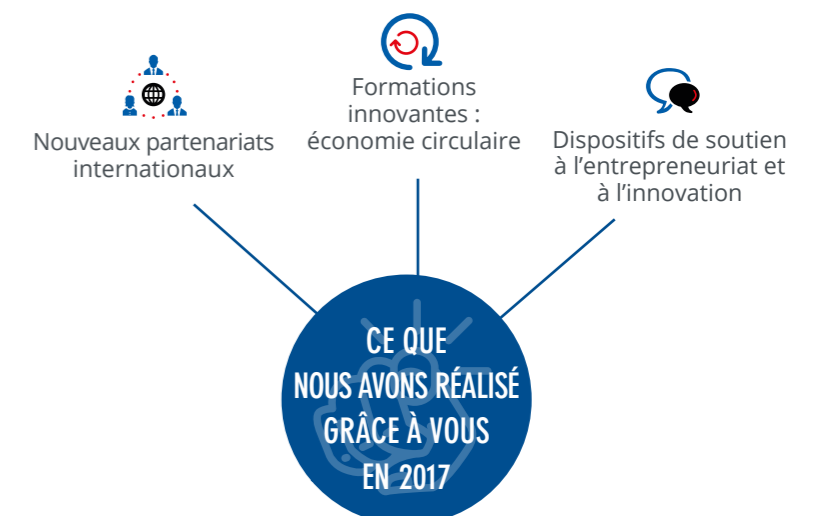 Nouveaux partenariats
internationaux
Formations
innovantes :
économie circulaire
Dispositifs de soutien
à l’entrepreneuriat et
à l’innovation
CE QUE
NOUS AVONS RÉALISÉ
GRÂCE À VOUS
EN 2017